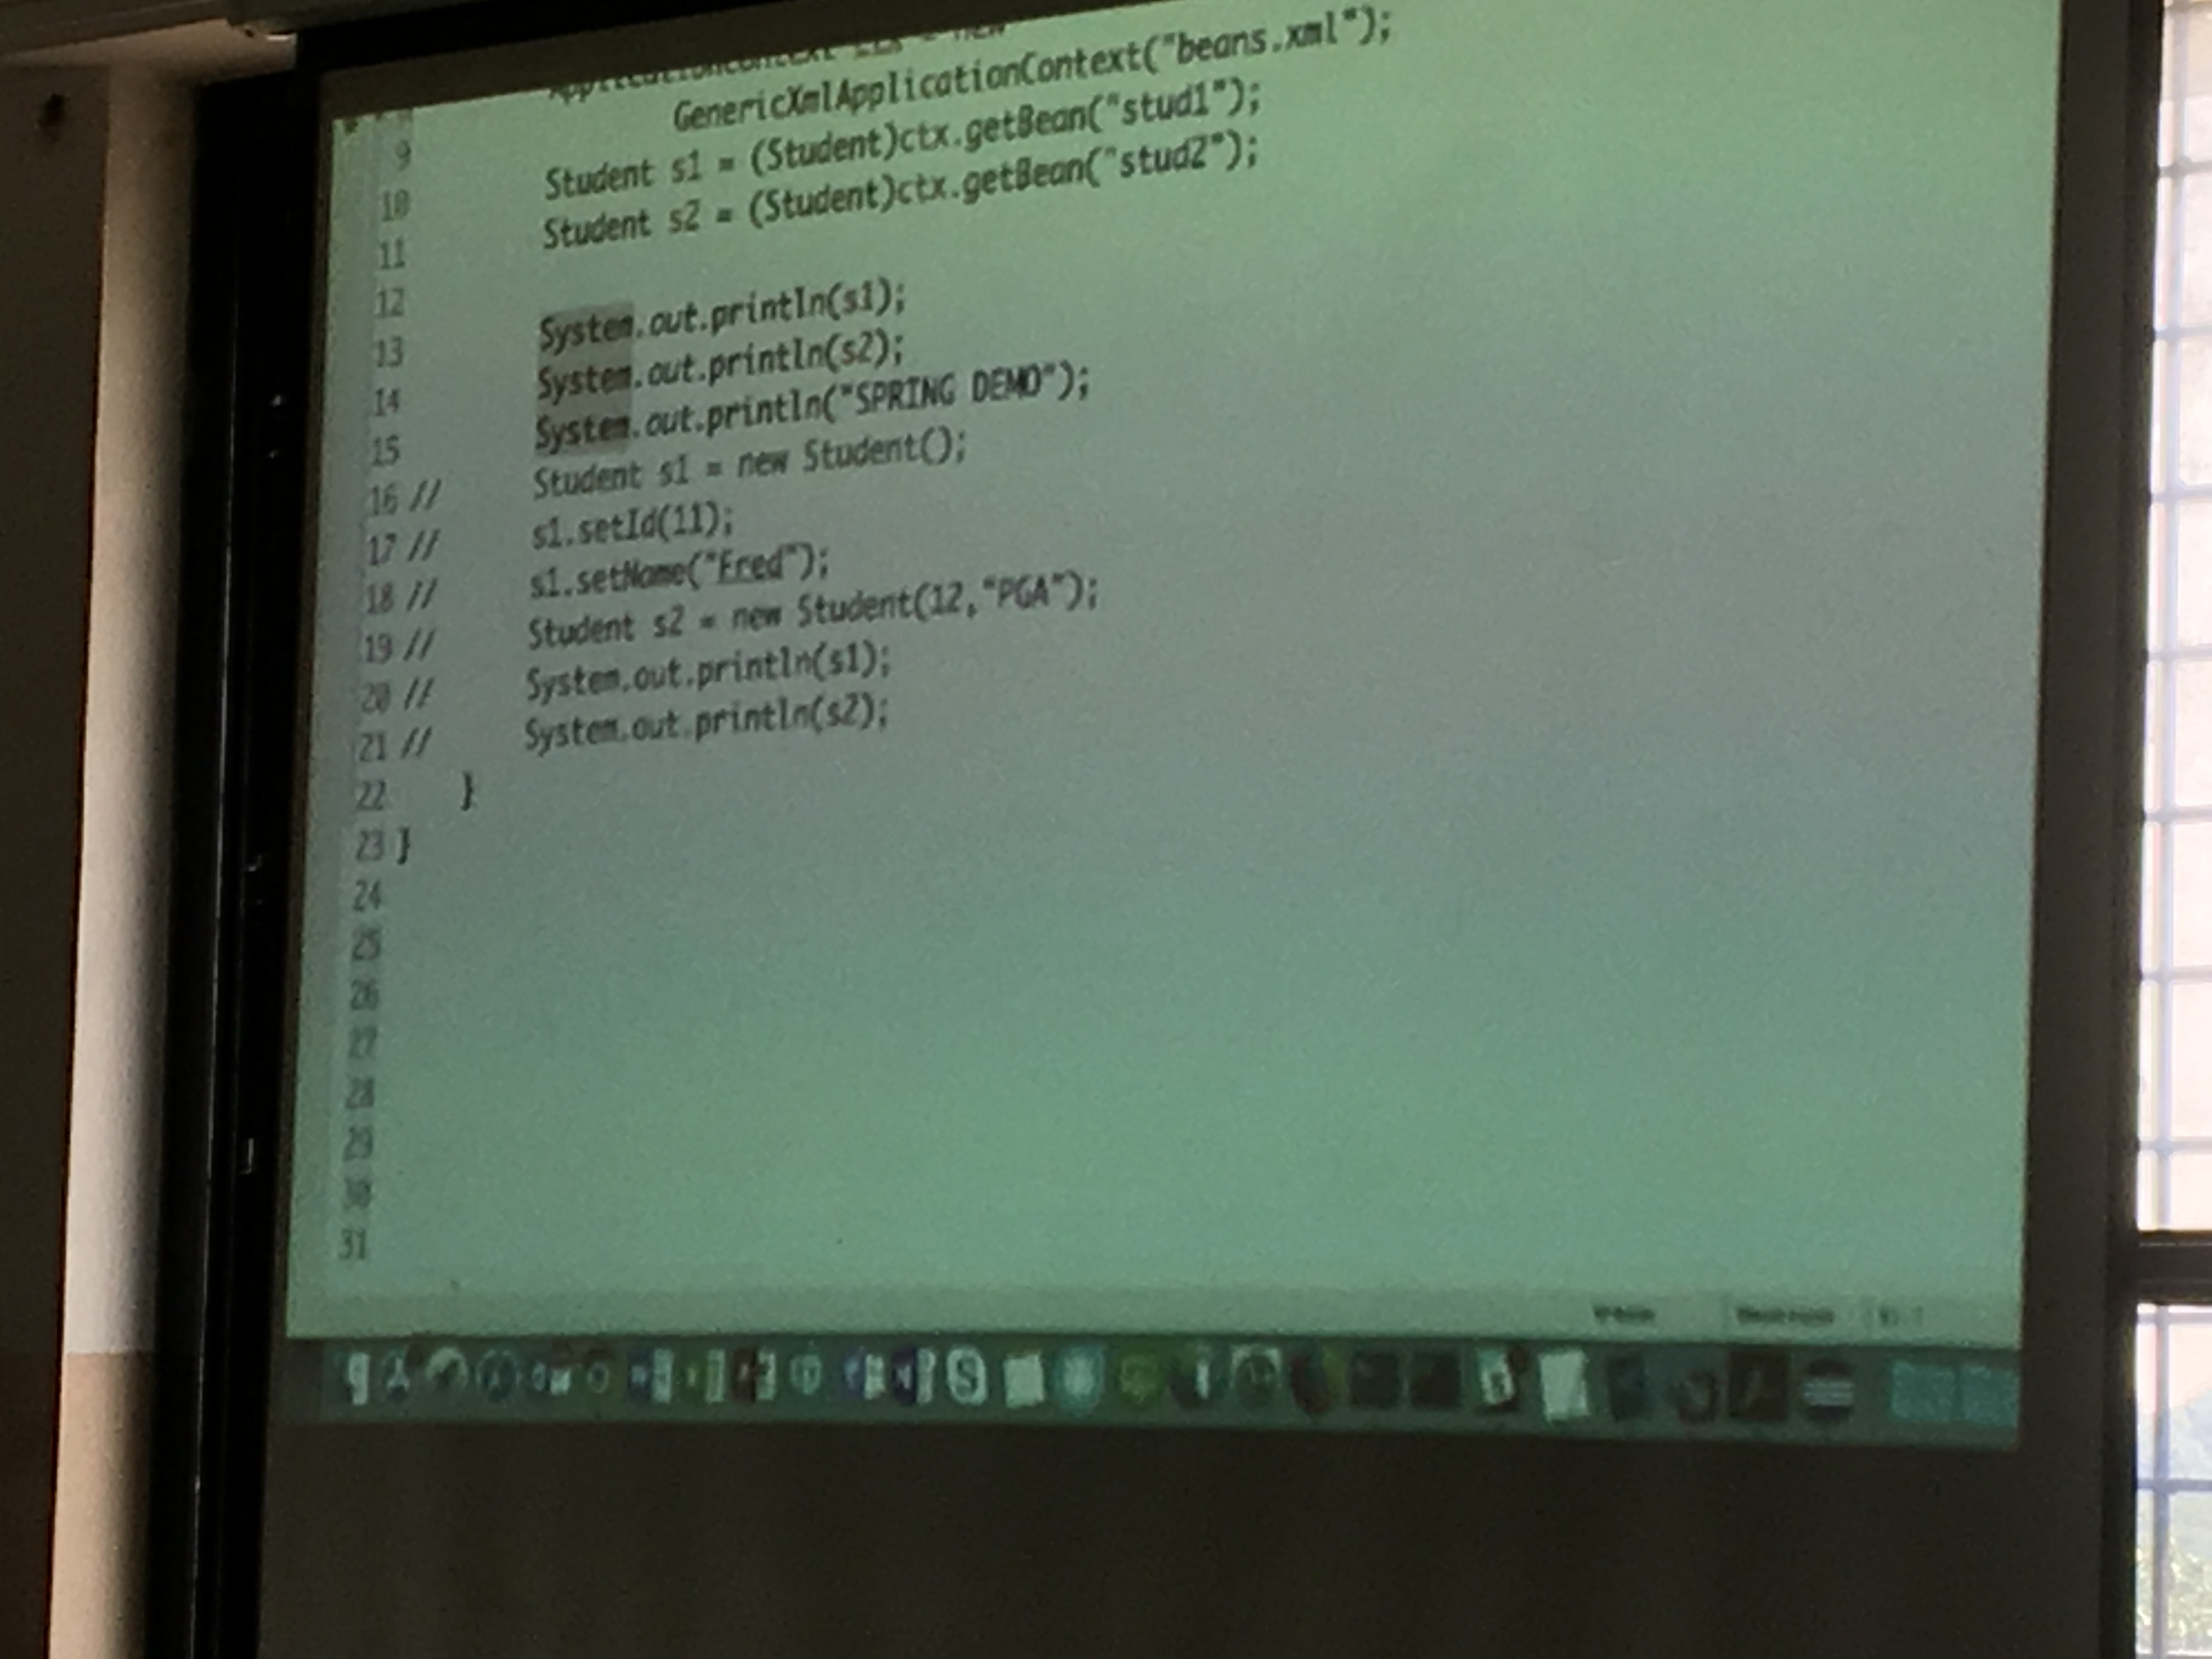 ApplicationContext ctx = new
GenericXmlApplicationContext("beans.xml");
9
Student s1 = (Student)ctx.getBean("stud1");
10
Student s2 = (Student)ctx.getBean("stud2");
11
12
System.out.println(s1);
13
System.out.println(s2);
14
System.out.println("SPRING DEMO");
15
16 // Student s1 = new Student();
17 // s1.setId(11);
18 // s1.setName("Fred");
19 // Student s2 = new Student(12,"PGA");
20 // System.out.println(s1);
21 // System.out.println(s2);
22 }
23 }
24
25
26
27
28
29
30
31